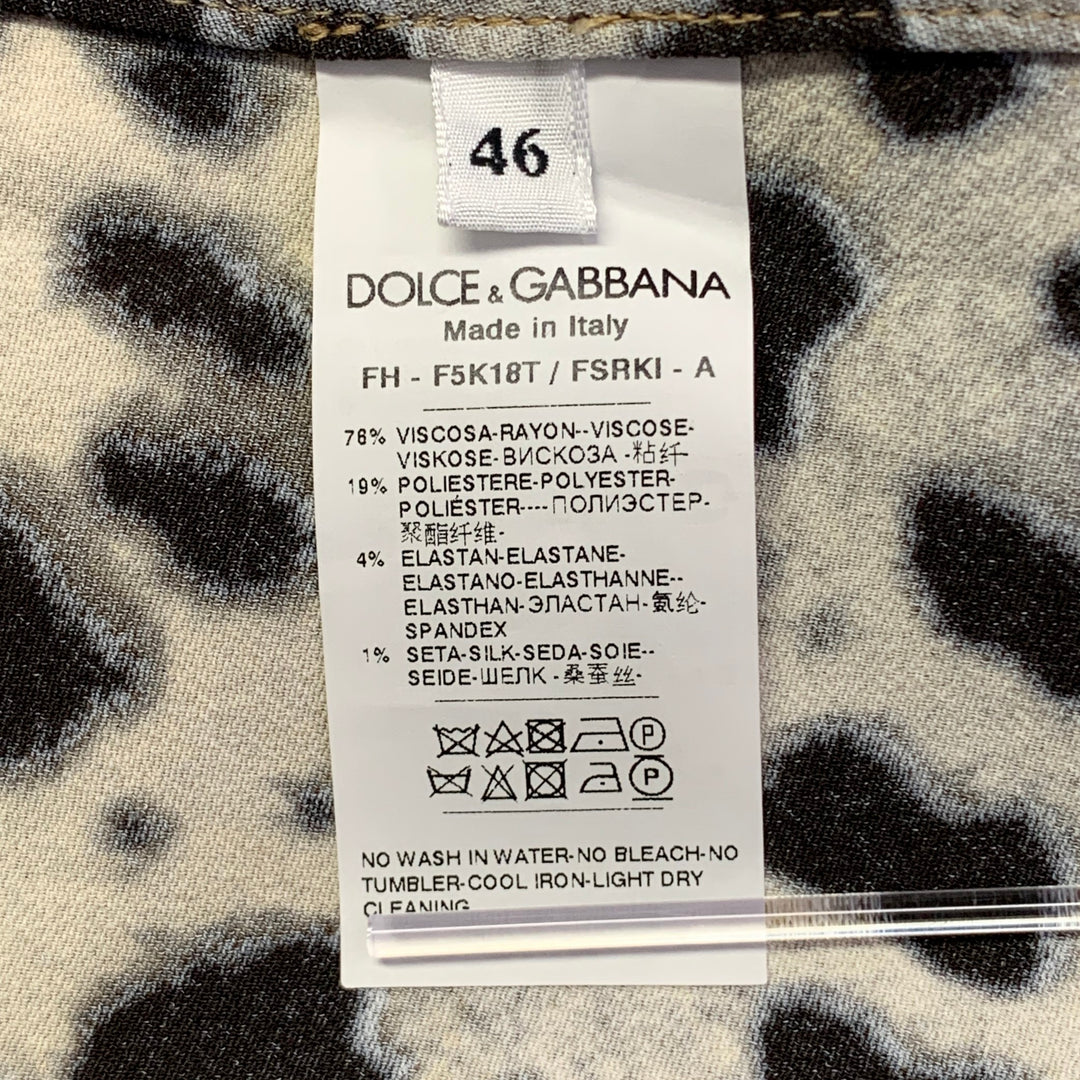 46
DOLCE & GABBANA
Made in Italy
FH - F5K18T / FSRKI - A
76% VISCOSA-RAYON--VISCOSE-
VISKOSE-ВИСКОЗА -粘纤-
19% POLIESTERE-POLYESTER-
POLIÉSTER----ПОЛИЭСТЕР-
聚酯纤维-
4% ELASTAN-ELASTANE-
ELASTANO-ELASTHANNE--
ELASTHAN-ЭЛАСТАН-氨纶-
SPANDEX
1% SETA-SILK-SEDA-SOIE--
SEIDE-ШЕЛК -桑蚕丝-
P
P
NO WASH IN WATER-NO BLEACH-NO
TUMBLER-COOL IRON-LIGHT DRY
CLEANING